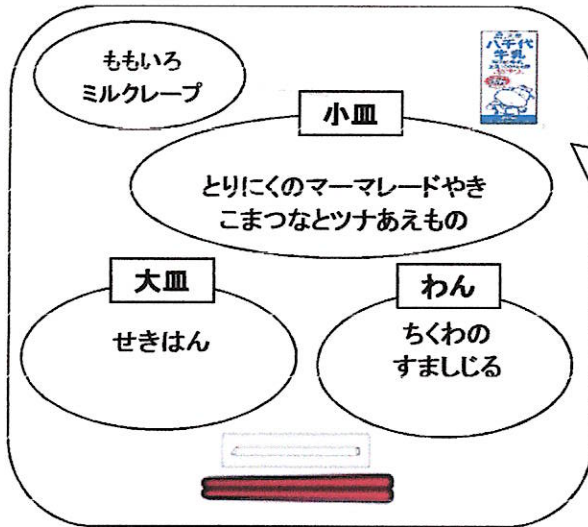 ももいろ
ミルクレープ
八千代
牛乳
小皿
とりにくのマーマレードやき
こまつなとツナあえもの
大皿
せきはん
わん
ちくわの
すましじる